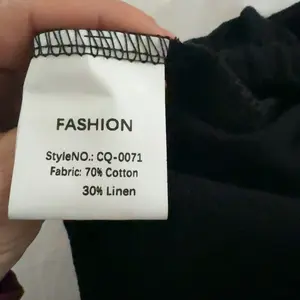 FASHION
StyleNO.: CQ-0071
Fabric: 70% Cotton
30% Linen